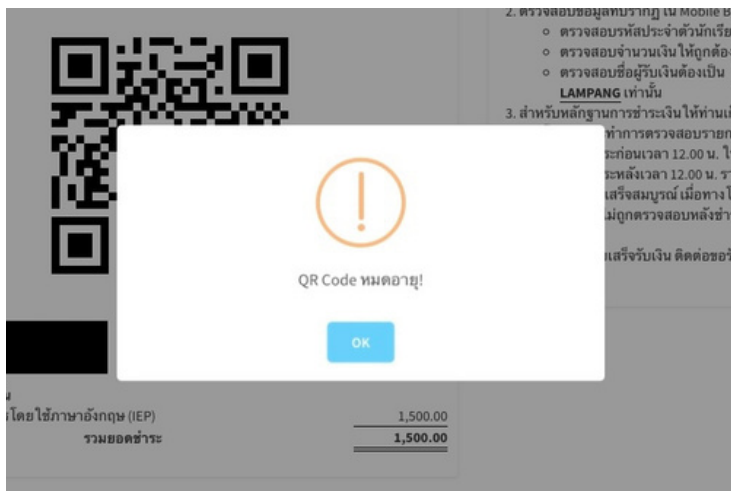 2. ตรวจสอบข้อมูลที่ปรากฏใน Mobile B
ตรวจสอบรหัสประจำตัวนักเรีย
ตรวจสอบจำนวนเงินให้ถูกต้อ
ตรวจสอบชื่อผู้รับเงินต้องเป็น
LAMPANG เท่านั้น
3. สำหรับหลักฐานการชำระเงินให้ท่านเก็
ทำการตรวจสอบรายก
ระก่อนเวลา 12.00 น. ใ
ระหลังเวลา 12.00 น. รา
เสร็จสมบูรณ์ เมื่อทางโ
ม่ถูกตรวจสอบหลังชำ
เสร็จรับเงิน ติดต่อขอรั
QR Code หมดอายุ!
OK
น
โดยใช้ภาษาอังกฤษ (IEP) 1,500.00
รวมยอดชำระ 1,500.00